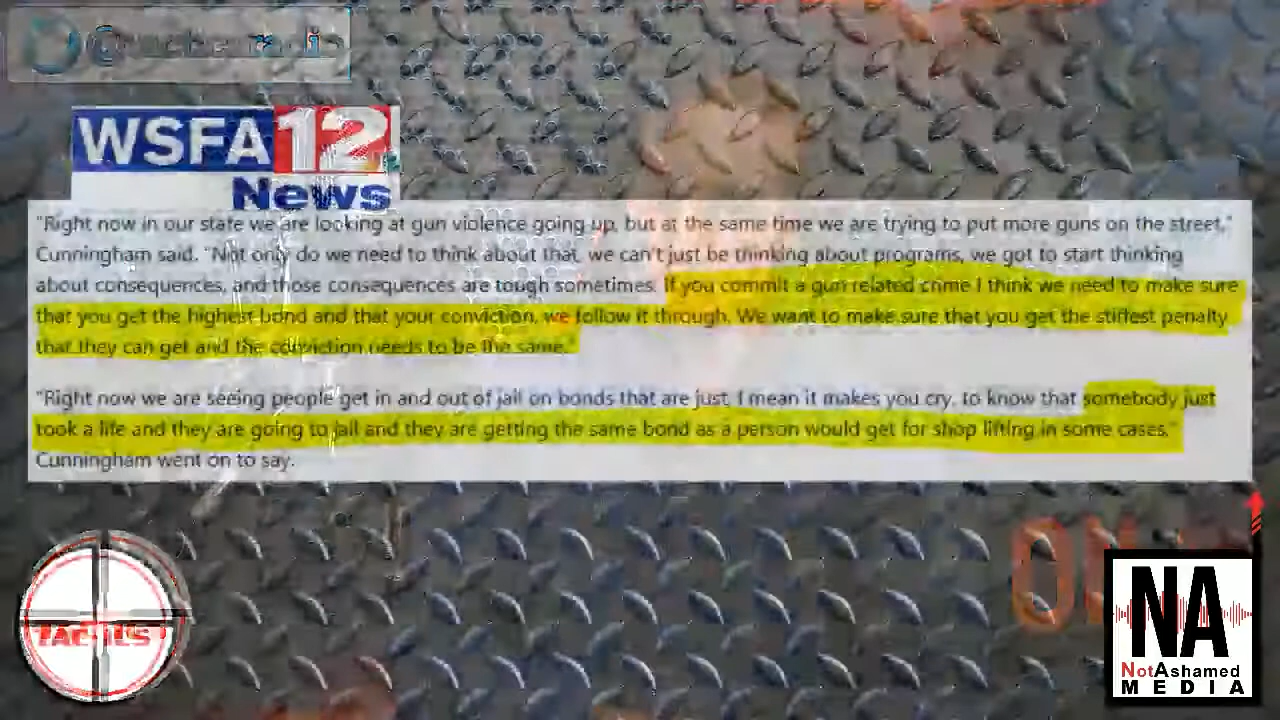 WSFA 12
News
"Right now in our state we are looking at gun violence going up, but at the same time we are trying to put more guns on the street,"
Cunningham said. "Not only do we need to think about that, we can't just be thinking about programs, we got to start thinking
about consequences, and those consequences are tough sometimes. If you commit a gun related crime I think we need to make sure
that you get the highest bond and that your conviction, we follow it through. We want to make sure that you get the stiffest penalty
that they can get and the conviction needs to be the same."
"Right now we are seeing people get in and out of jail on bonds that are just, I mean it makes you cry, to know that somebody just
took a life and they are going to jail and they are getting the same bond as a person would get for shop lifting in some cases,"
Cunningham went on to say.
TACTICS
NA
NotAshamed
MEDIA